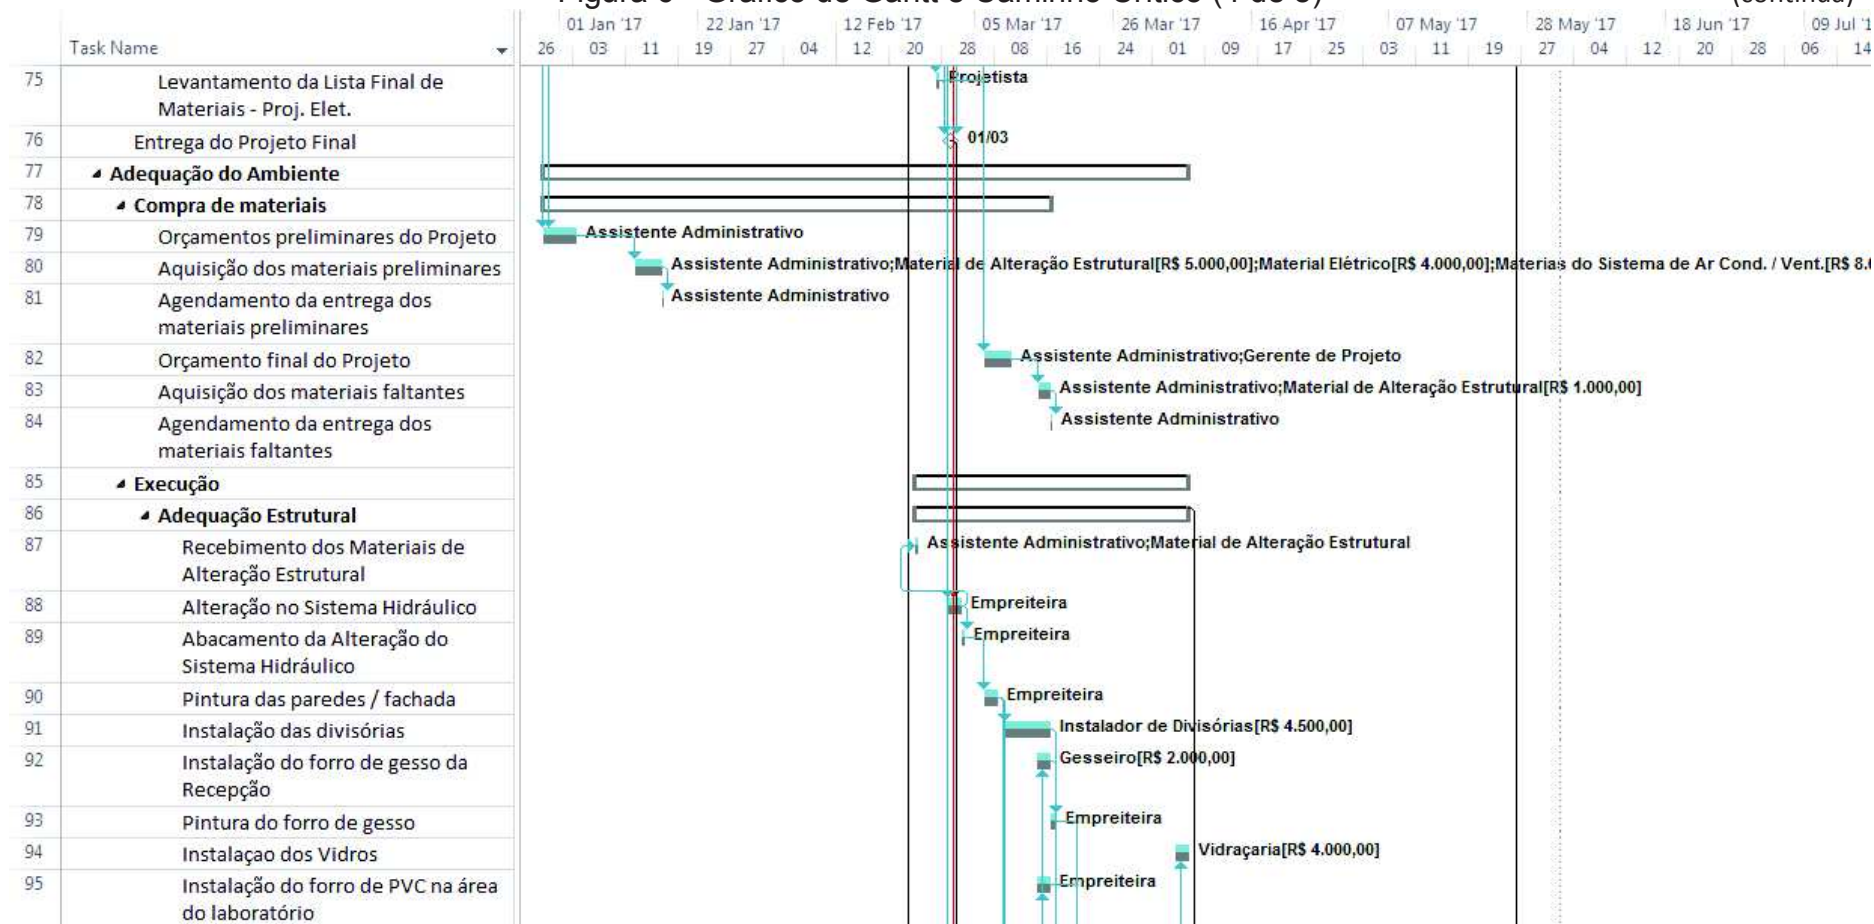 (continua)
01 Jan '17 22 Jan '17 12 Feb '17 05 Mar '17 26 Mar '17 16 Apr '17 07 May '17 28 May '17 18 Jun '17 09 Jul '1
Task Name 26 03 11 19 27 04 12 20 28 08 16 24 01 09 17 25 03 11 19 27 04 12 20 28 06 14
75 Levantamento da Lista Final de Projetista
Materiais - Proj. Elet.
76 Entrega do Projeto Final 01/03
77 Adequação do Ambiente
78 Compra de materiais
79 Orçamentos preliminares do Projeto Assistente Administrativo
80 Aquisição dos materiais preliminares Assistente Administrativo;Material de Alteração Estrutural[R$ 5.000,00];Material Elétrico[R$ 4.000,00];Materias do Sistema de Ar Cond. / Vent.[R$ 8.0
81 Agendamento da entrega dos Assistente Administrativo
materiais preliminares
82 Orçamento final do Projeto Assistente Administrativo;Gerente de Projeto
83 Aquisição dos materiais faltantes Assistente Administrativo;Material de Alteração Estrutural[R$ 1.000,00]
84 Agendamento da entrega dos Assistente Administrativo
materiais faltantes
85 Execução
86 Adequação Estrutural
87 Recebimento dos Materiais de Assistente Administrativo;Material de Alteração Estrutural
Alteração Estrutural
88 Alteração no Sistema Hidráulico Empreiteira
89 Abacamento da Alteração do Empreiteira
Sistema Hidráulico
90 Pintura das paredes / fachada Empreiteira
91 Instalação das divisórias Instalador de Divisórias[R$ 4.500,00]
92 Instalação do forro de gesso da Gesseiro[R$ 2.000,00]
Recepção
93 Pintura do forro de gesso Empreiteira
94 Instalaçao dos Vidros Vidraçaria[R$ 4.000,00]
95 Instalação do forro de PVC na área Empreiteira
do laboratório